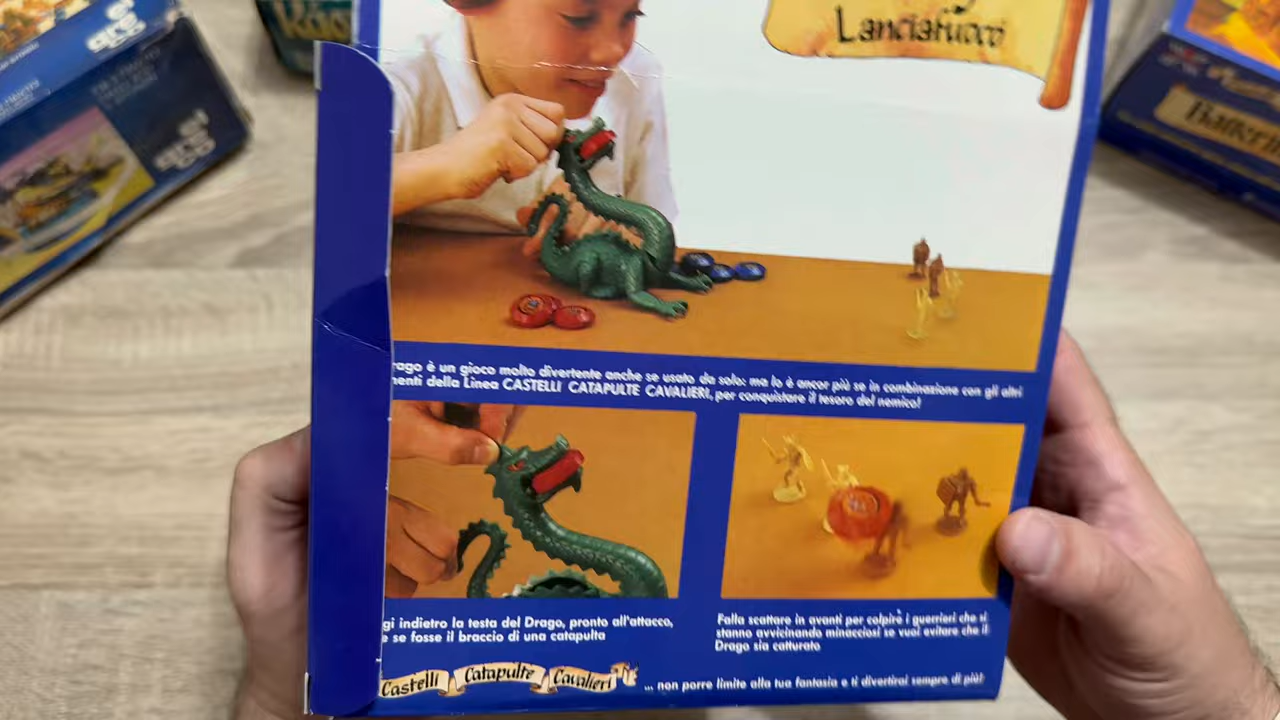 Lanciafuoco
rago è un gioco molto divertente anche se usato da solo: ma lo è ancor più se in combinazione con gli altri
menti della Linea CASTELLI CATAPULTE CAVALIERI, per conquistare il tesoro del nemico!
gi indietro la testa del Drago, pronto all'attacco,
e se fosse il braccio di una catapulta
Falla scattare in avanti per colpire i guerrieri che si
stanno avvicinando minacciosi se vuoi evitare che il
Drago sia catturato
Castelli Catapulte Cavalieri
... non porre limite alla tua fantasia e ti divertirai sempre di più!